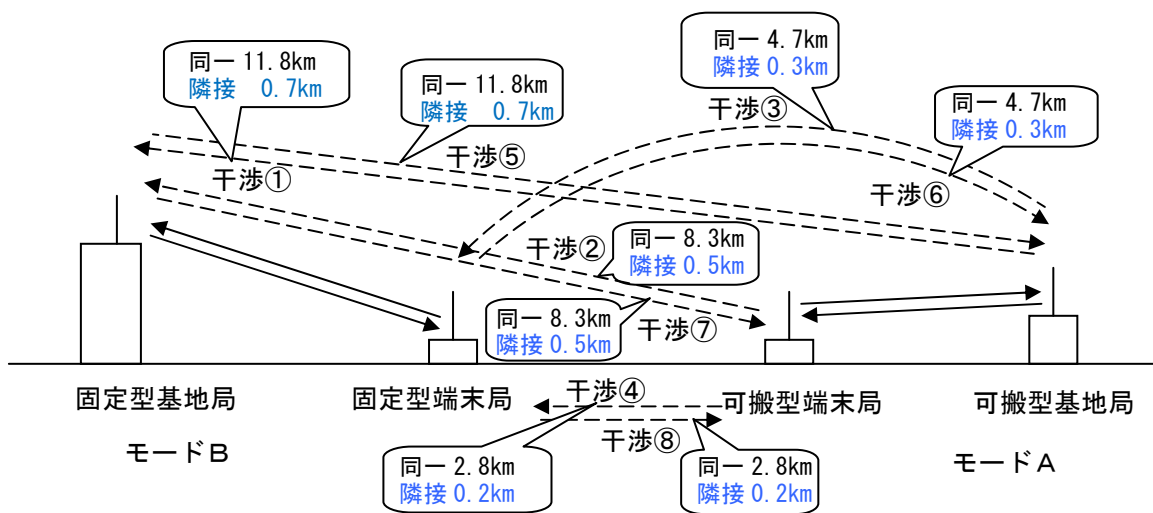 同一 11.8km
隣接 0.7km
同一 11.8km
隣接 0.7km
同一 4.7km
隣接 0.3km
同一 4.7km
隣接 0.3km
干渉③
干渉⑤
干渉①
干渉⑥
干渉②
同一 8.3km
隣接 0.5km
同一 8.3km
隣接 0.5km
干渉⑦
固定型基地局
固定型端末局
干渉④
可搬型端末局
可搬型基地局
干渉⑧
モードB
モードA
同一 2.8km
隣接 0.2km
同一 2.8km
隣接 0.2km